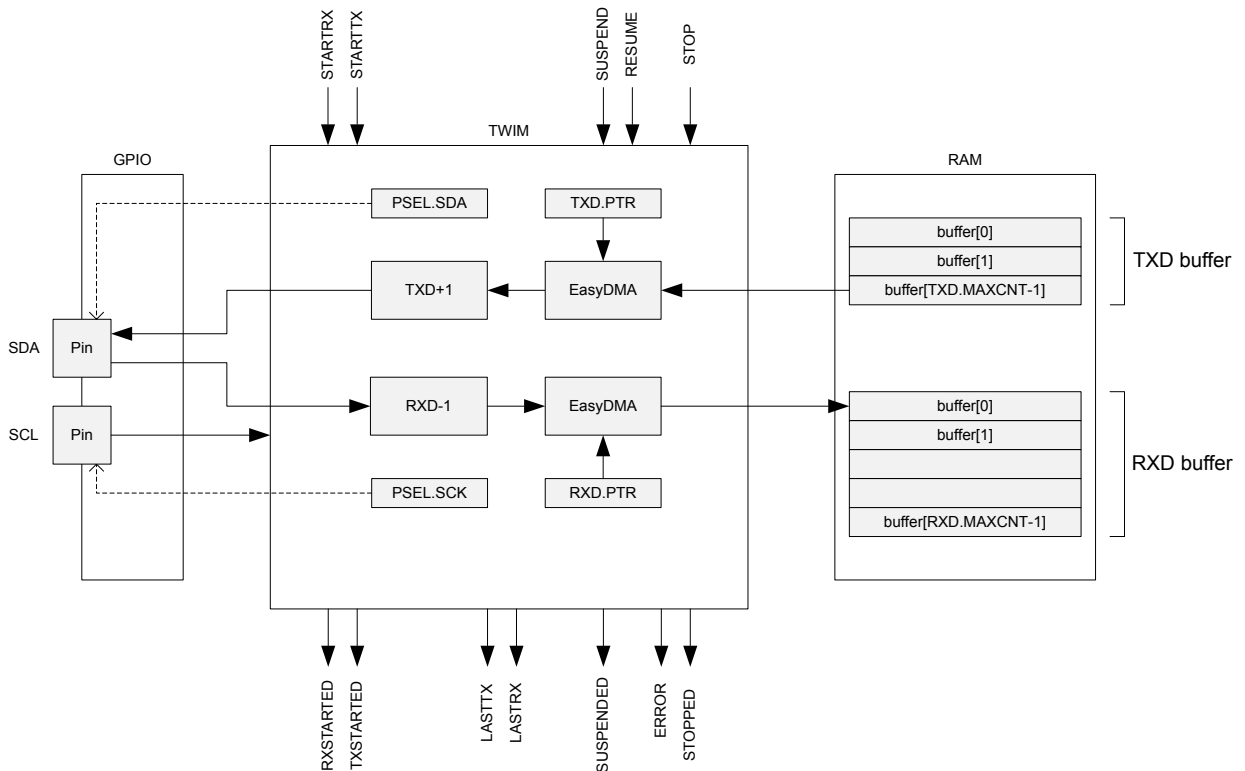 STARTRX
STARTTX
SUSPEND
RESUME
STOP
TWIM
GPIO
RAM
PSEL.SDA
TXD.PTR
buffer[0]
buffer[1]
buffer[TXD.MAXCNT-1]
TXD buffer
TXD+1
EasyDMA
SDA
Pin
RXD-1
EasyDMA
buffer[0]
buffer[1]
buffer[RXD.MAXCNT-1]
RXD buffer
SCL
Pin
PSEL.SCK
RXD.PTR
RXSTARTED
TXSTARTED
LASTTX
LASTRX
SUSPENDED
ERROR
STOPPED